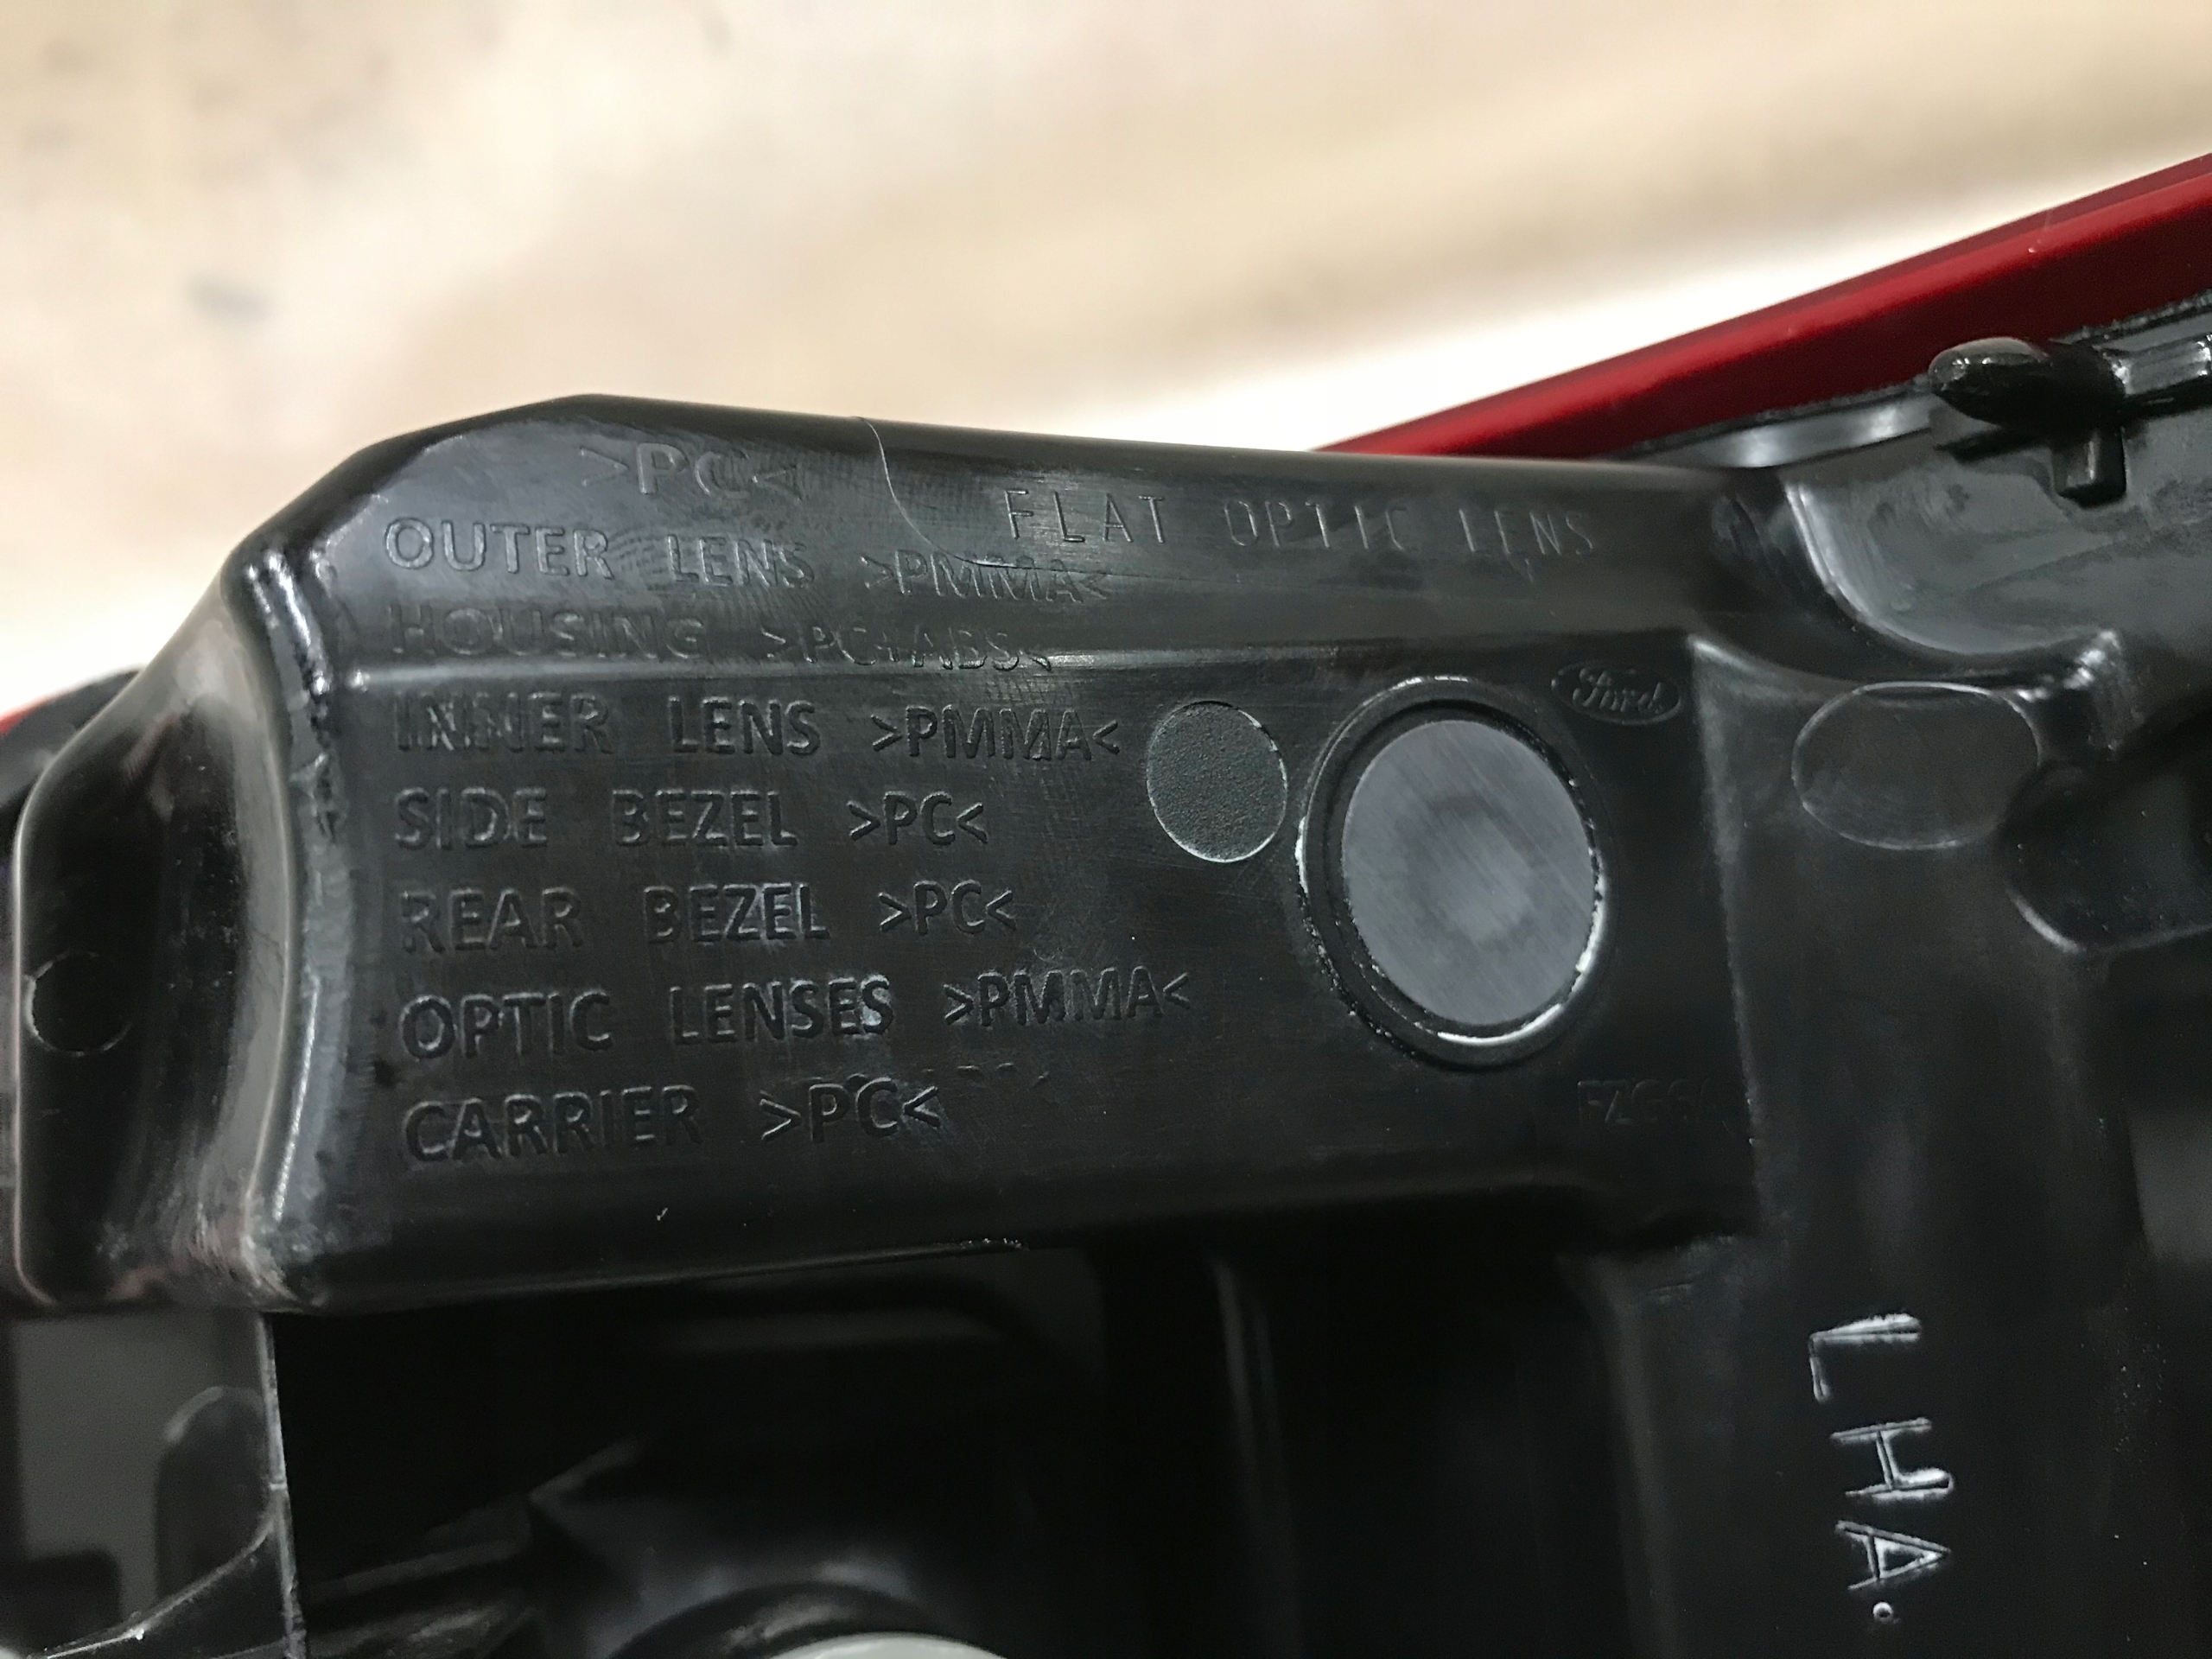 >PC<
FLAT OPTIC LENS
OUTER LENS >PMMA<
HOUSING >PC+ABS<
INNER LENS >PMMA<
Ford
SIDE BEZEL >PC<
REAR BEZEL >PC<
OPTIC LENSES >PMMA<
CARRIER >PC<
LHA